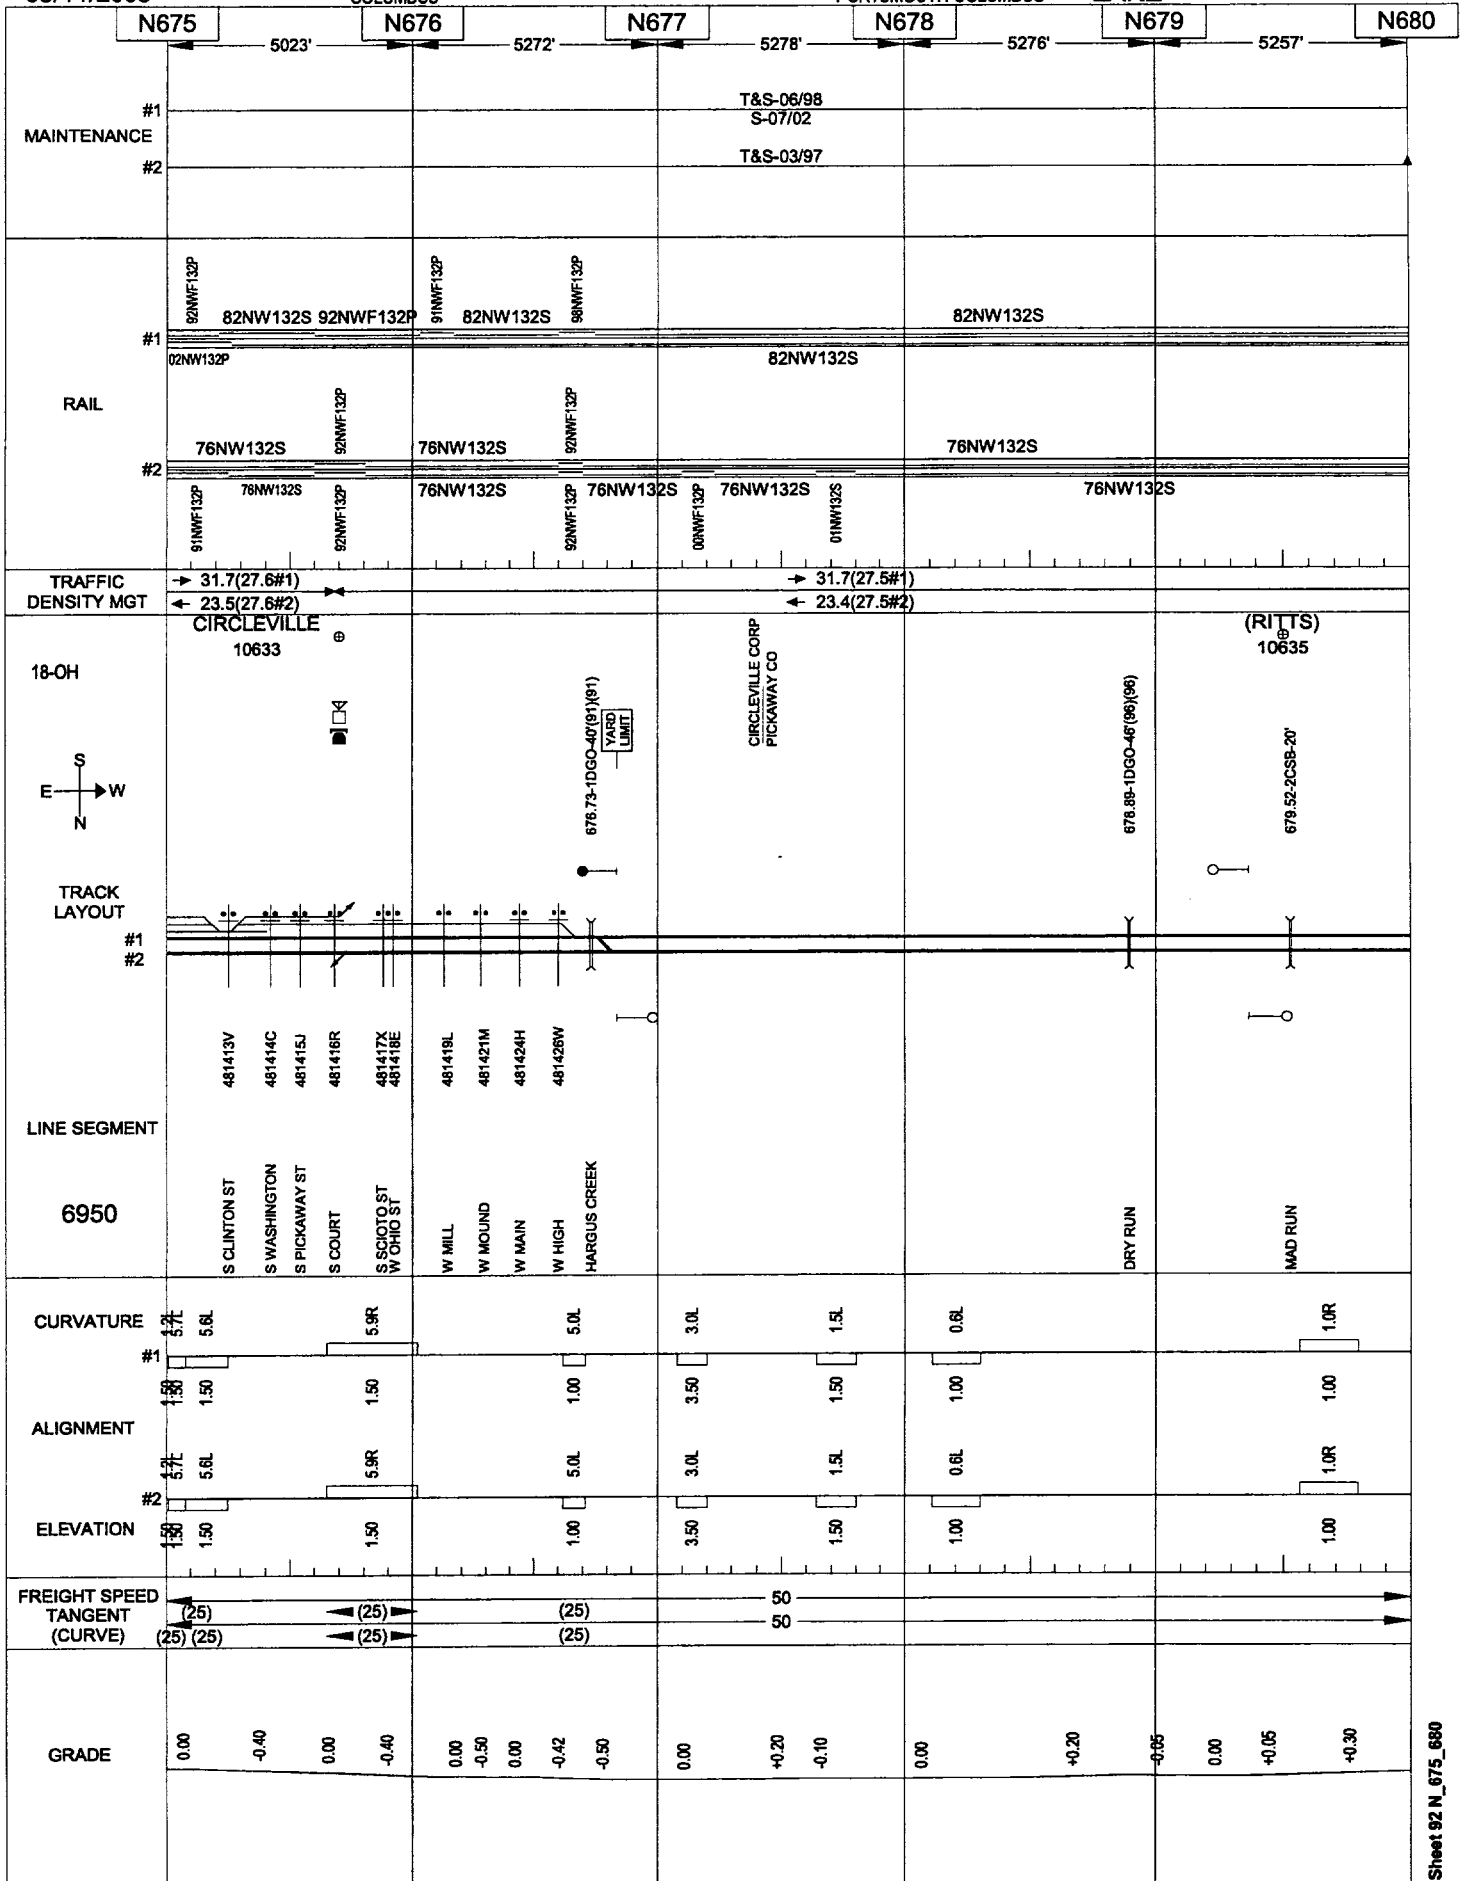 N675 N676 N677 N678 N679 N680
5023' 5272' 5278' 5276' 5257'
MAINTENANCE
#1
T&S-06/98
S-07/02
#2
T&S-03/97
RAIL
92NWF132P
82NW132S 92NWF132P
91NWF132P
82NW132S
98NWF132P
82NW132S
#1
02NW132P
82NW132S
76NW132S
92NWF132P
76NW132S
92NWF132P
76NW132S
#2
91NWF132P
76NW132S
92NWF132P
76NW132S
92NWF132P
76NW132S
00NWF132P
76NW132S
01NW132S
76NW132S
TRAFFIC
DENSITY MGT
31.7(27.6#1) 31.7(27.5#1)
23.5(27.6#2) 23.4(27.5#2)
CIRCLEVILLE
10633
(RITTS)
10635
18-OH
S
E W
N
676.73-1DGO-40'(91)(91)
YARD
LIMIT
CIRCLEVILLE CORP
PICKAWAY CO
678.89-1DGO-46'(96)(96)
679.52-2CSB-20'
TRACK
LAYOUT
#1
#2
481413V
481414C
481415J
481416R
481417X
481418E
481419L
481421M
481424H
481426W
LINE SEGMENT
6950
S CLINTON ST
S WASHINGTON
S PICKAWAY ST
S COURT
S SCIOTO ST
W OHIO ST
W MILL
W MOUND
W MAIN
W HIGH
HARGUS CREEK
DRY RUN
MAD RUN
CURVATURE
5.7L 5.6L 5.9R 5.0L 3.0L 1.5L 0.6L 1.0R
#1
1.50 1.50 1.50 1.00 3.50 1.50 1.00 1.00
ALIGNMENT
5.7L 5.6L 5.9R 5.0L 3.0L 1.5L 0.6L 1.0R
#2
ELEVATION
1.50 1.50 1.50 1.00 3.50 1.50 1.00 1.00
FREIGHT SPEED
TANGENT
(CURVE)
50
(25) (25) (25)
50
(25) (25) (25) (25)
GRADE
0.00 -0.40 0.00 -0.40 0.00 -0.50 0.00 -0.42 -0.50 0.00 +0.20 -0.10 0.00 +0.20 -0.05 0.00 +0.05 +0.30
Sheet 92 N_675_680